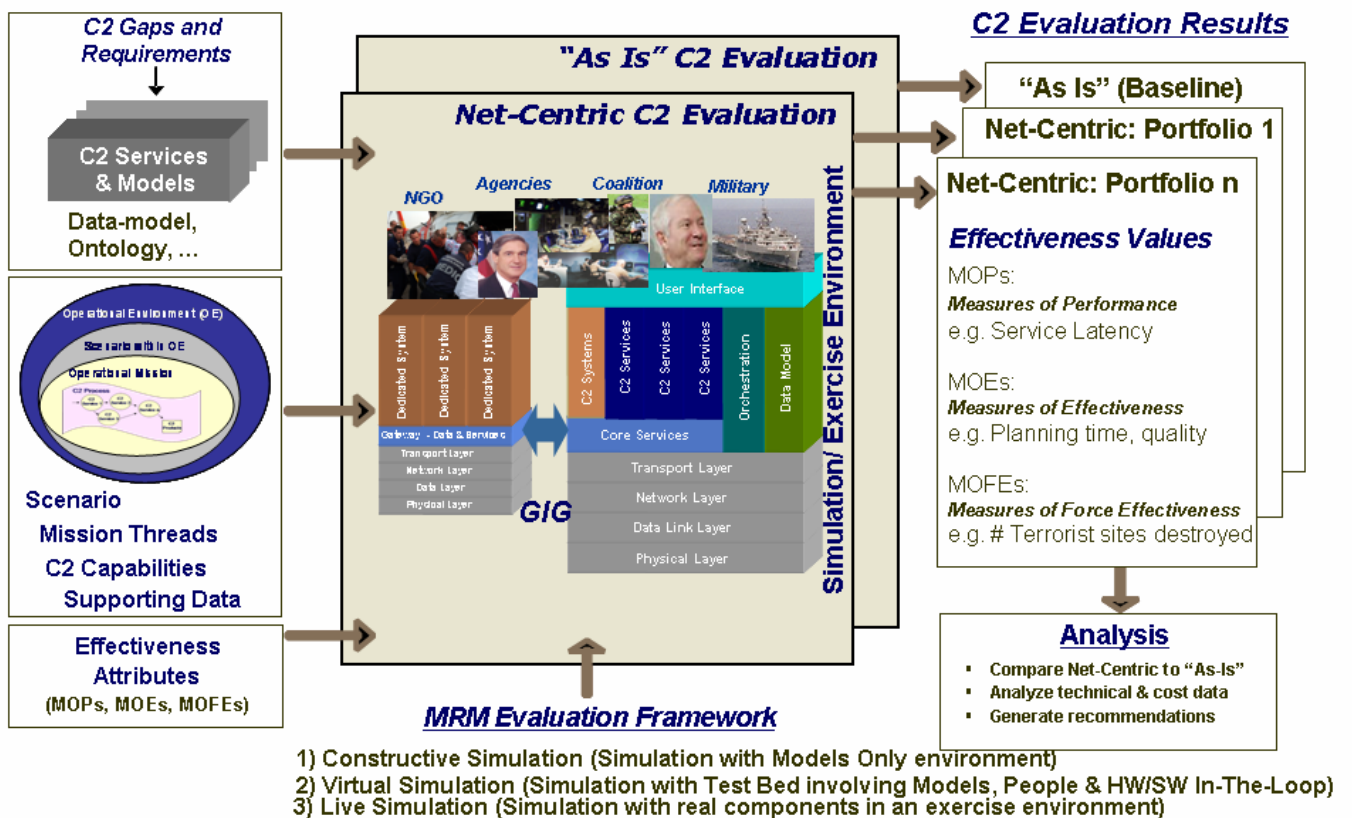 C2 Gaps and
Requirements
C2 Services
& Models
Data-model,
Ontology, ...
Operational Environment (OE)
Scenario within OE
Operational Mission
C2 Process
Scenario
Mission Threads
C2 Capabilities
Supporting Data
Effectiveness
Attributes
(MOPs, MOEs, MOFEs)
“As Is” C2 Evaluation
Net-Centric C2 Evaluation
NGO
Agencies
Coalition
Military
User Interface
Dedicated System
Dedicated System
Dedicated System
C2 Systems
C2 Services
C2 Services
C2 Services
Orchestration
Data Model
Gateway - Data & Services
Core Services
Transport Layer
Network Layer
Data Layer
Physical Layer
GIG
Transport Layer
Network Layer
Data Link Layer
Physical Layer
Simulation/ Exercise Environment
MRM Evaluation Framework
1) Constructive Simulation (Simulation with Models Only environment)
2) Virtual Simulation (Simulation with Test Bed involving Models, People & HW/SW In-The-Loop)
3) Live Simulation (Simulation with real components in an exercise environment)
C2 Evaluation Results
“As Is” (Baseline)
Net-Centric: Portfolio 1
Net-Centric: Portfolio n
Effectiveness Values
MOPs:
Measures of Performance
e.g. Service Latency
MOEs:
Measures of Effectiveness
e.g. Planning time, quality
MOFEs:
Measures of Force Effectiveness
e.g. # Terrorist sites destroyed
Analysis
▪ Compare Net-Centric to “As-Is”
▪ Analyze technical & cost data
▪ Generate recommendations